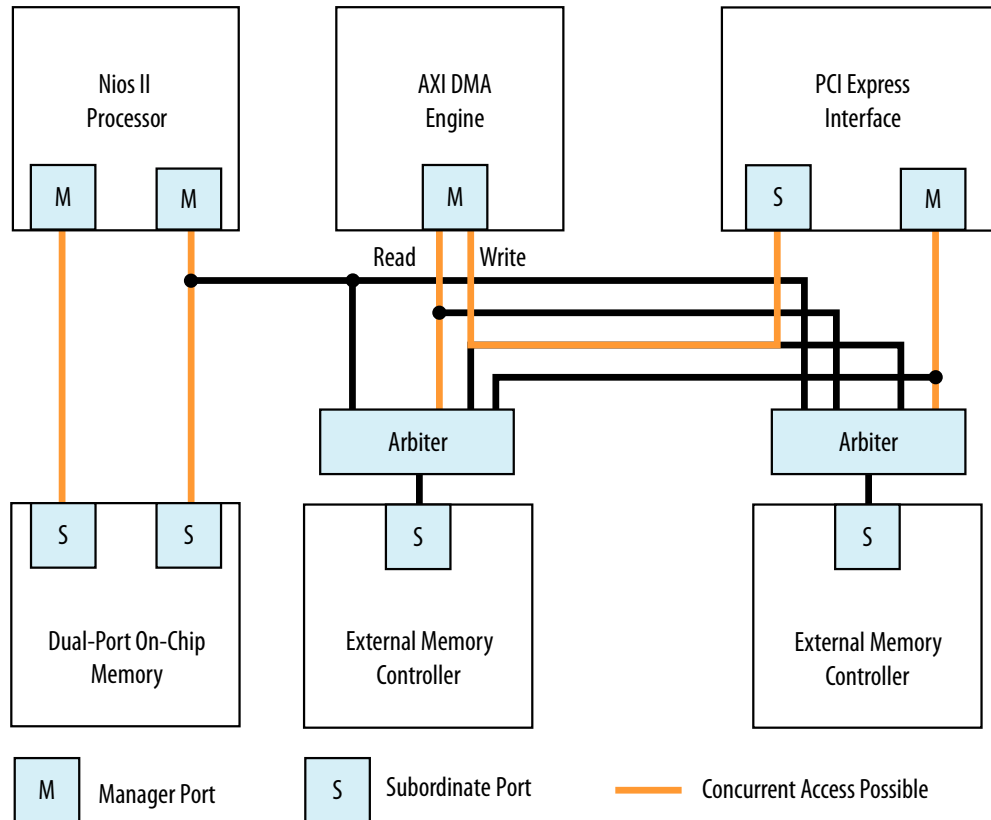 Nios II
Processor
AXI DMA
Engine
PCI Express
Interface
M
M
M
S
M
Read
Write
Arbiter
Arbiter
S
S
S
S
Dual-Port On-Chip
Memory
External Memory
Controller
External Memory
Controller
M
Manager Port
S
Subordinate Port
Concurrent Access Possible